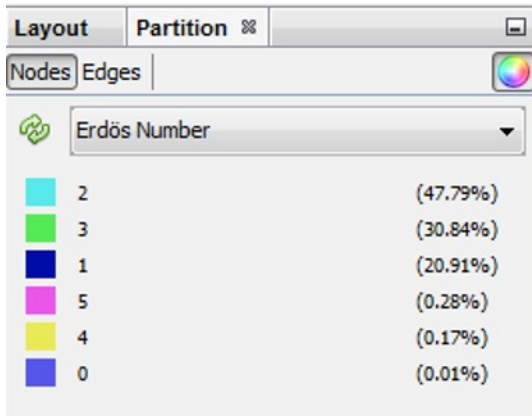 Layout Partition
Nodes Edges
Erdös Number
2 (47.79%)
3 (30.84%)
1 (20.91%)
5 (0.28%)
4 (0.17%)
0 (0.01%)